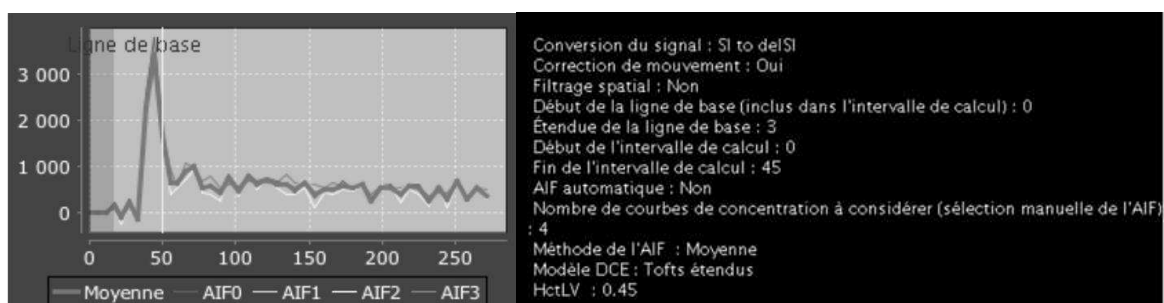 Ligne de base
3 000
2 000
1 000
0
0 50 100 150 200 250
Moyenne AIF0 AIF1 AIF2 AIF3
Conversion du signal : SI to delSI
Correction de mouvement : Oui
Filtrage spatial : Non
Début de la ligne de base (inclus dans l'intervalle de calcul) : 0
Étendue de la ligne de base : 3
Début de l'intervalle de calcul : 0
Fin de l'intervalle de calcul : 45
AIF automatique : Non
Nombre de courbes de concentration à considérer (sélection manuelle de l'AIF)
: 4
Méthode de l'AIF : Moyenne
Modèle DCE : Tofts étendus
HctLV : 0.45